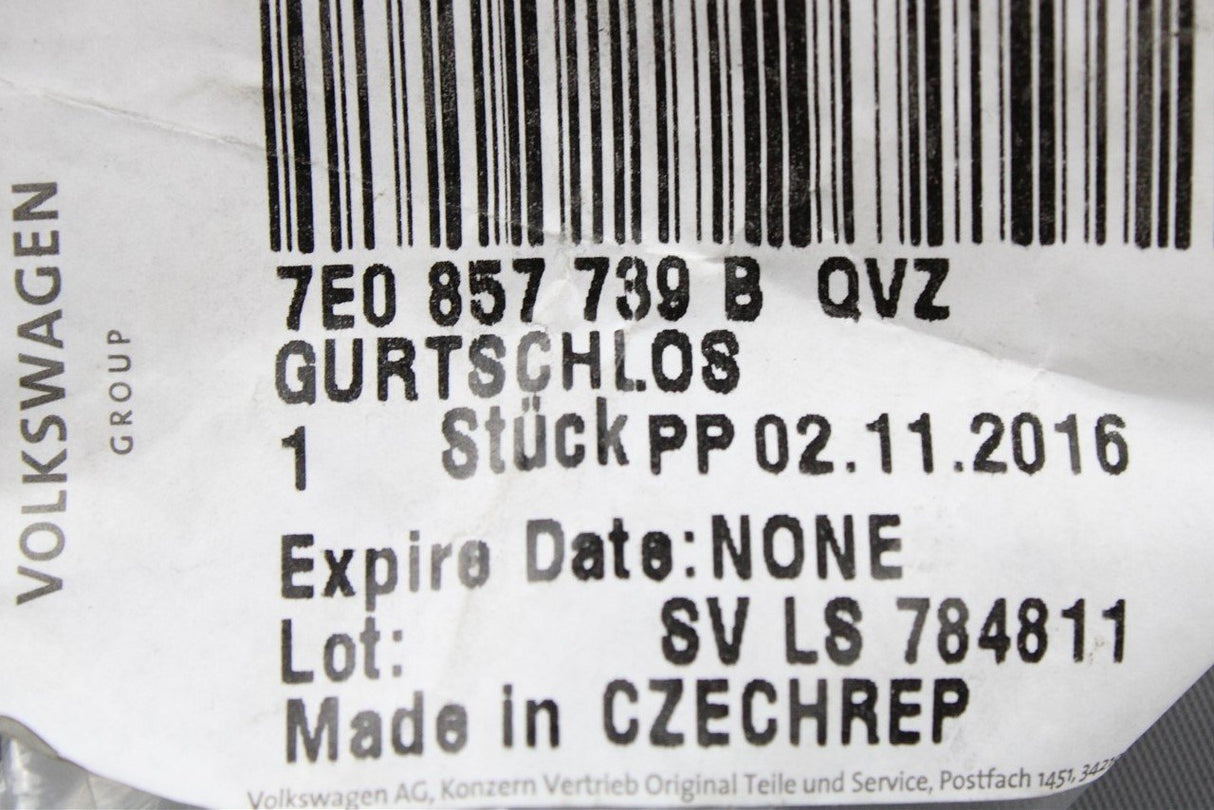 VOLKSWAGEN
GROUP
7E0 857 739 B QVZ
GURTSCHLOS
1 Stück PP 02.11.2016
Expire Date: NONE
Lot: SV LS 784811
Made in CZECHREP
Volkswagen AG, Konzern Vertrieb Original Teile und Service, Postfach 1451,